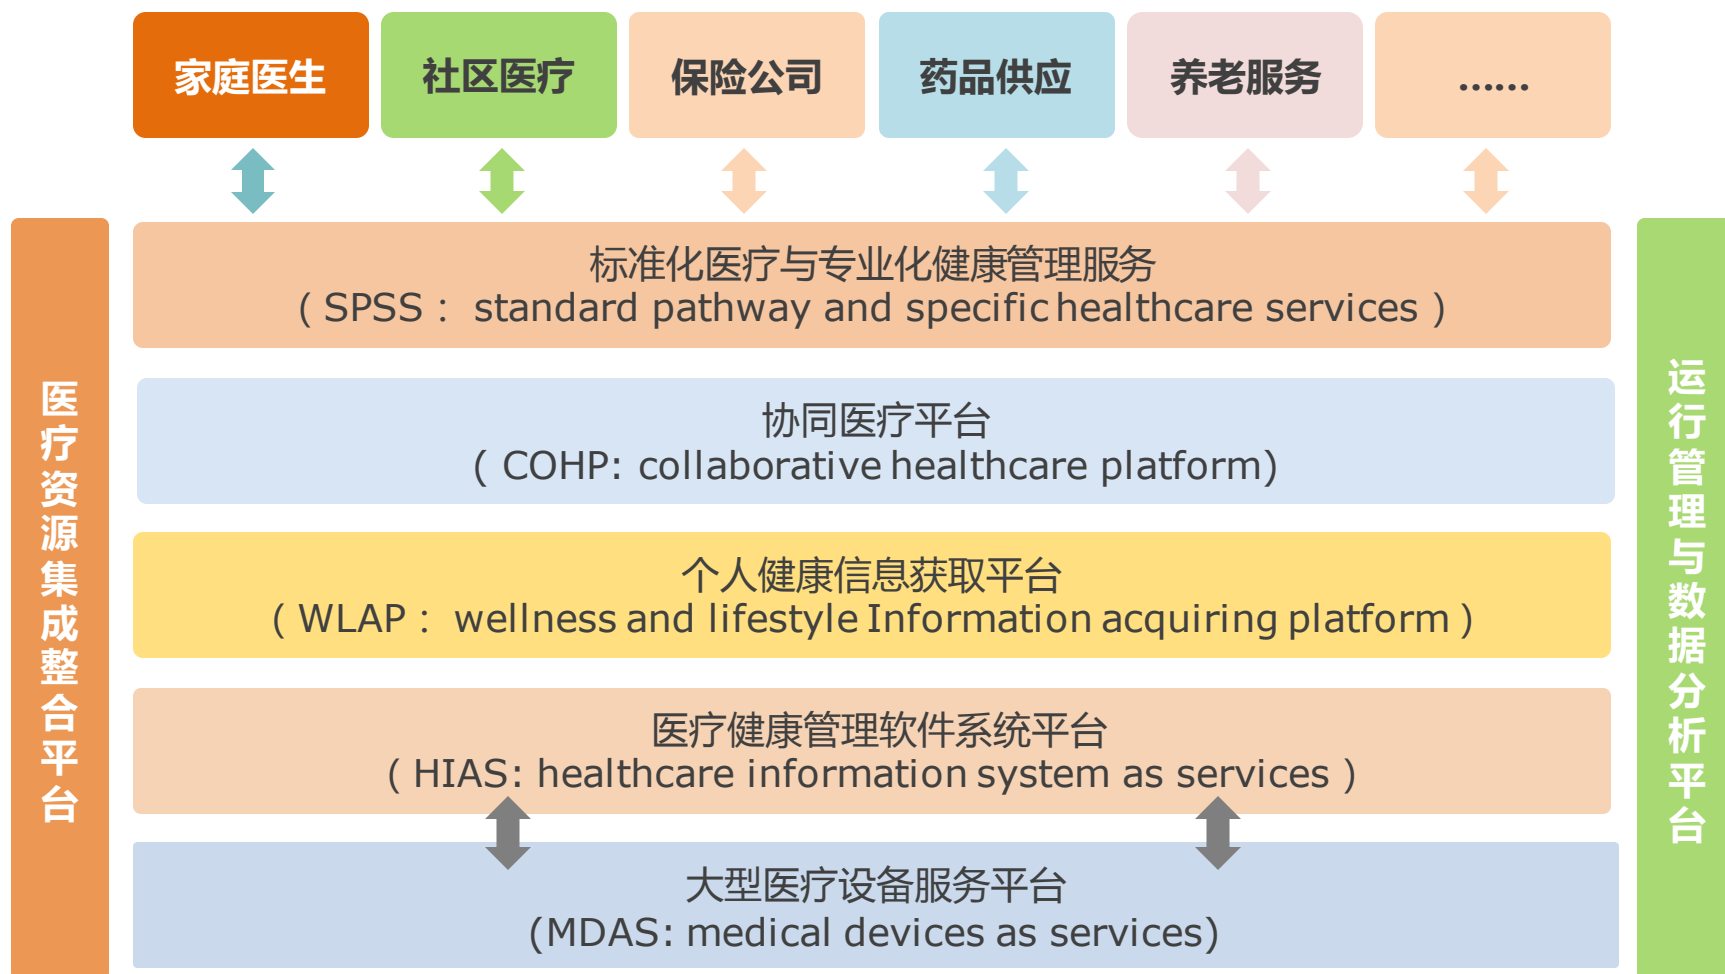 家庭医生
社区医疗
保险公司
药品供应
养老服务
……
医疗资源集成整合平台
标准化医疗与专业化健康管理服务
( SPSS： standard pathway and specific healthcare services )
协同医疗平台
( COHP: collaborative healthcare platform)
个人健康信息获取平台
( WLAP： wellness and lifestyle Information acquiring platform )
医疗健康管理软件系统平台
( HIAS: healthcare information system as services )
大型医疗设备服务平台
(MDAS: medical devices as services)
运行管理与数据分析平台